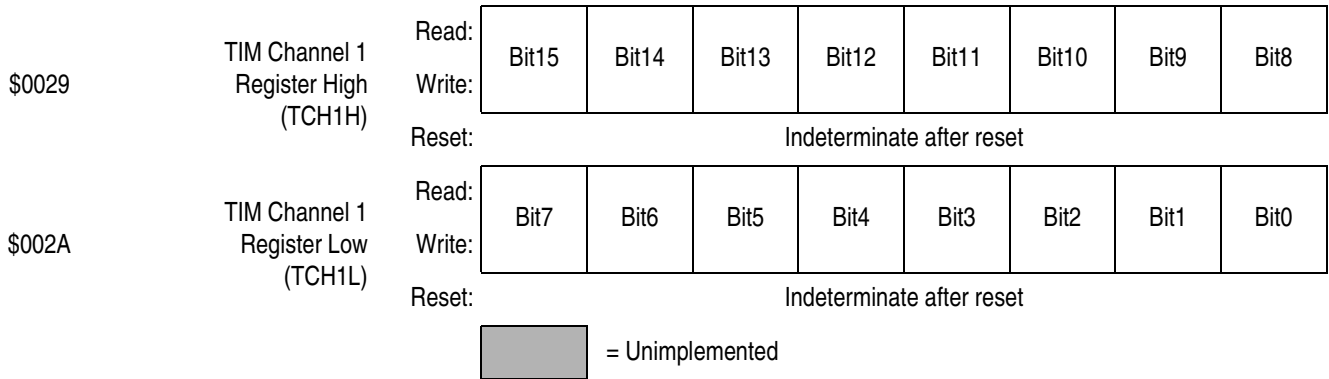 $0029 TIM Channel 1 Register High (TCH1H) Read: Write: Bit15 Bit14 Bit13 Bit12 Bit11 Bit10 Bit9 Bit8
Reset: Indeterminate after reset
$002A TIM Channel 1 Register Low (TCH1L) Read: Write: Bit7 Bit6 Bit5 Bit4 Bit3 Bit2 Bit1 Bit0
Reset: Indeterminate after reset
= Unimplemented